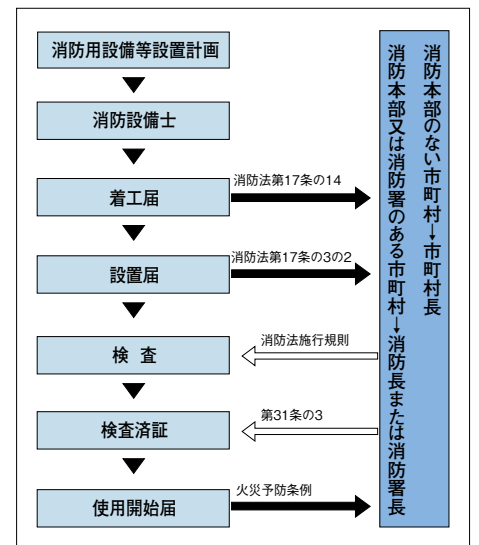 消防用設備等設置計画
消防設備士
着工届
消防法第17条の14
設置届
消防法第17条の3の2
検 査
消防法施行規則
検査済証
第31条の3
使用開始届
火災予防条例
消防本部のない市町村→市町村長
消防本部又は消防署のある市町村→消防長または消防署長